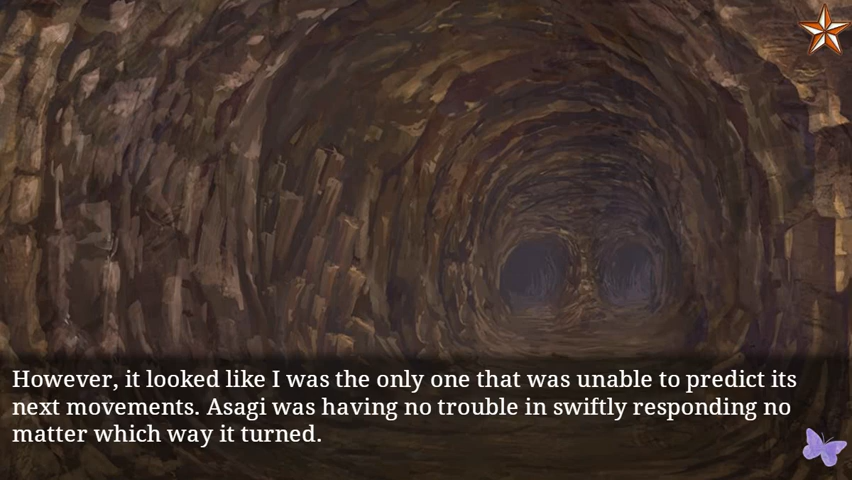 However, it looked like I was the only one that was unable to predict its
next movements. Asagi was having no trouble in swiftly responding no
matter which way it turned.